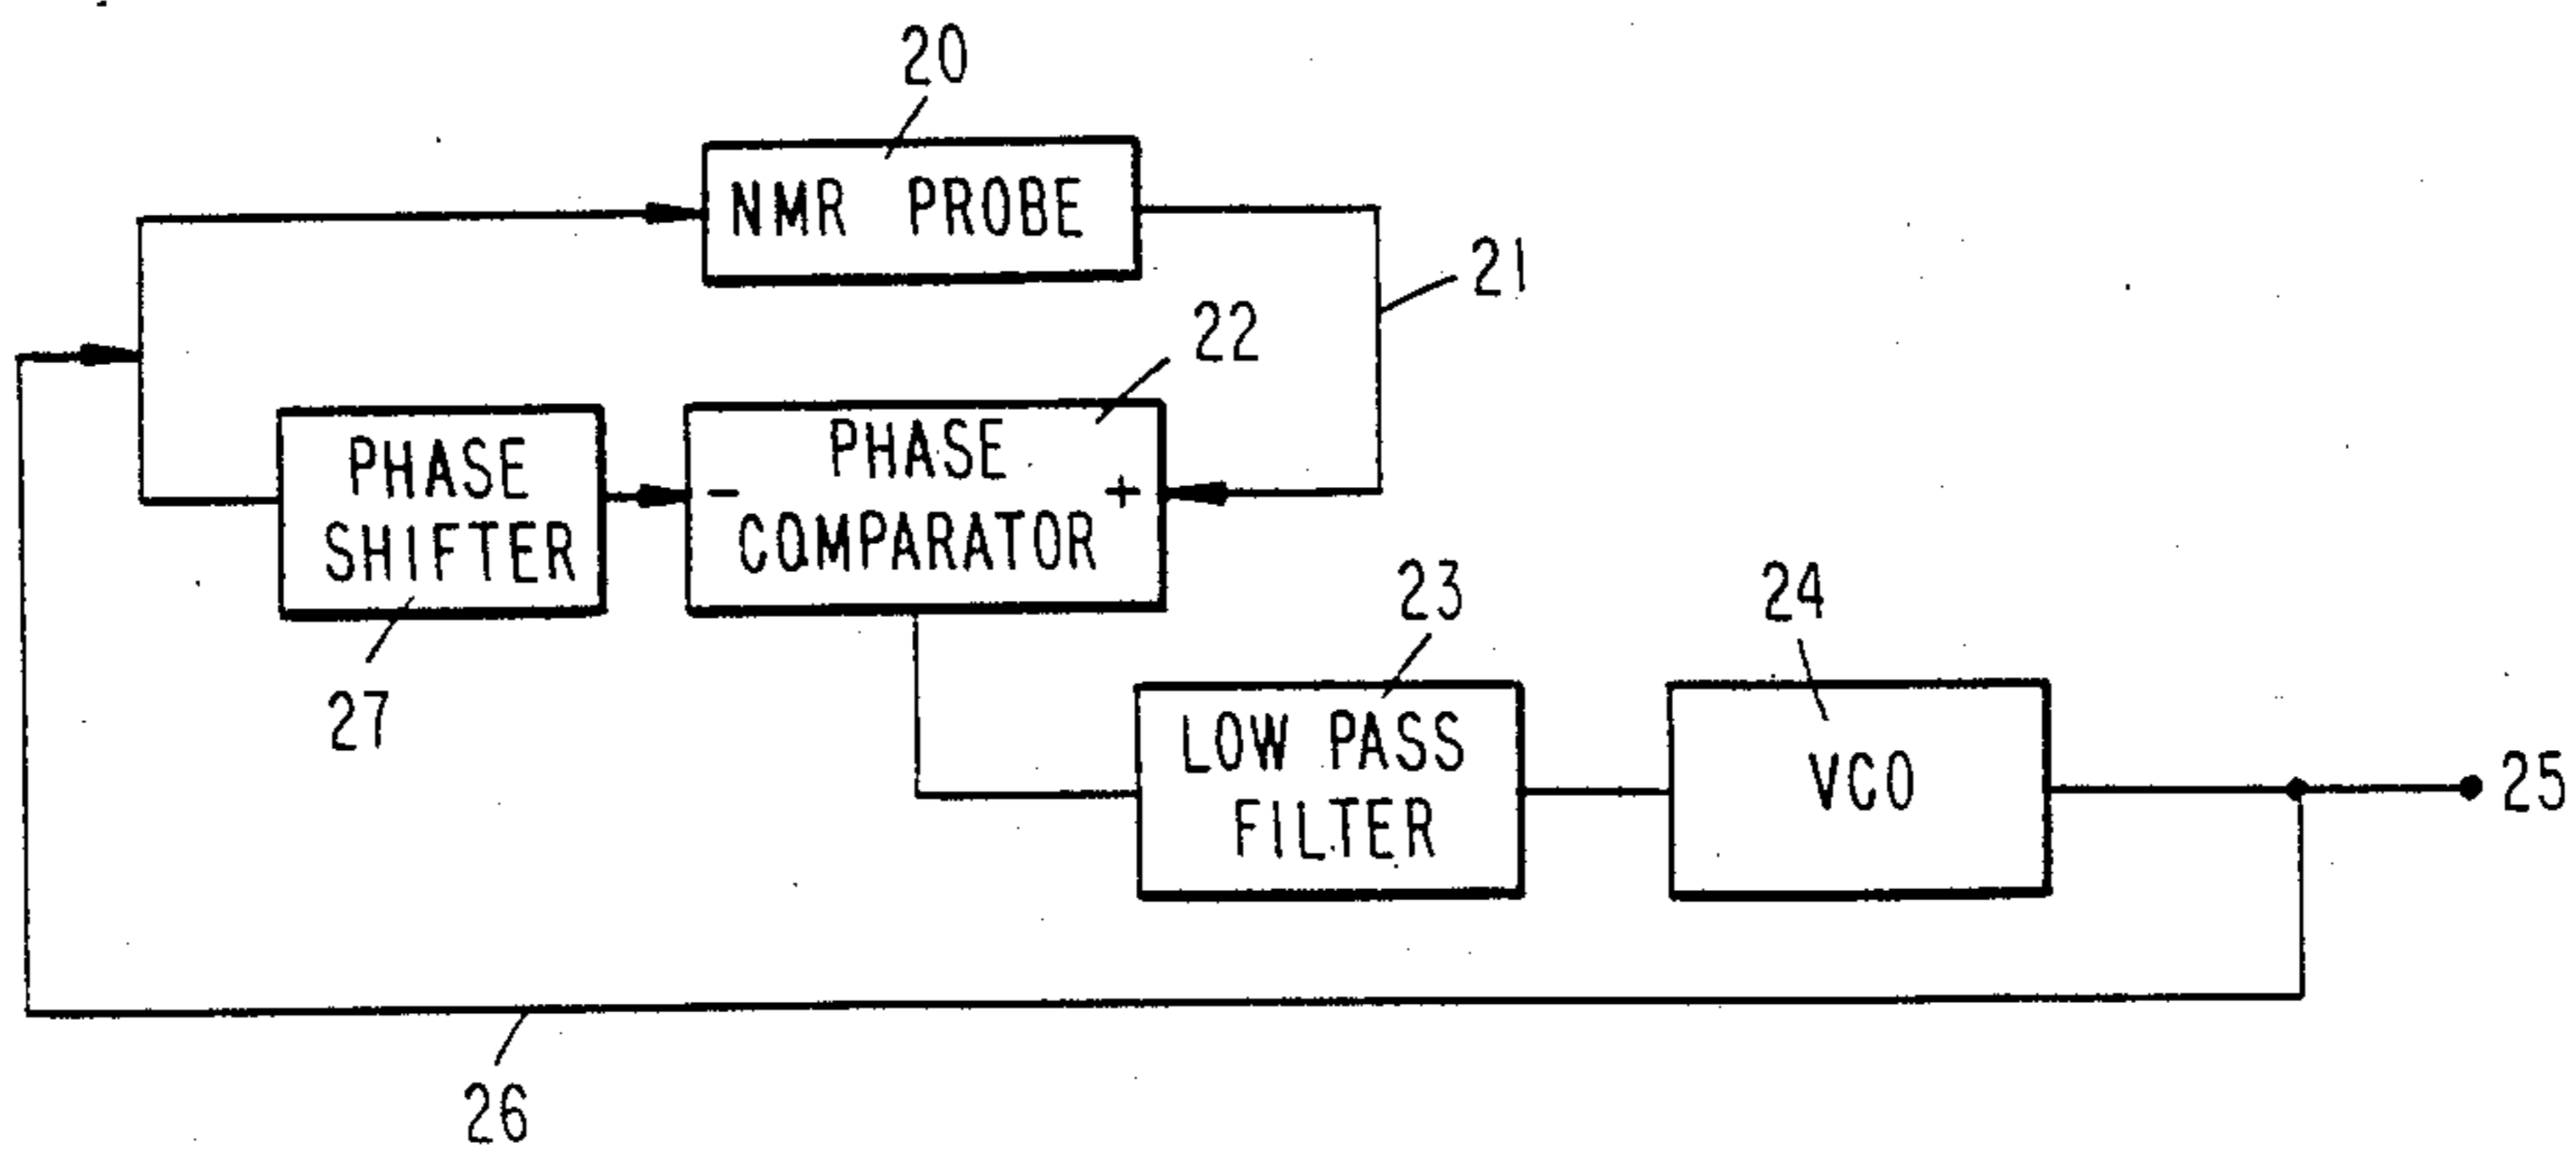 20
NMR PROBE
21
22
PHASE
COMPARATOR
-
+
PHASE
SHIFTER
27
23
LOW PASS
FILTER
24
VCO
25
26